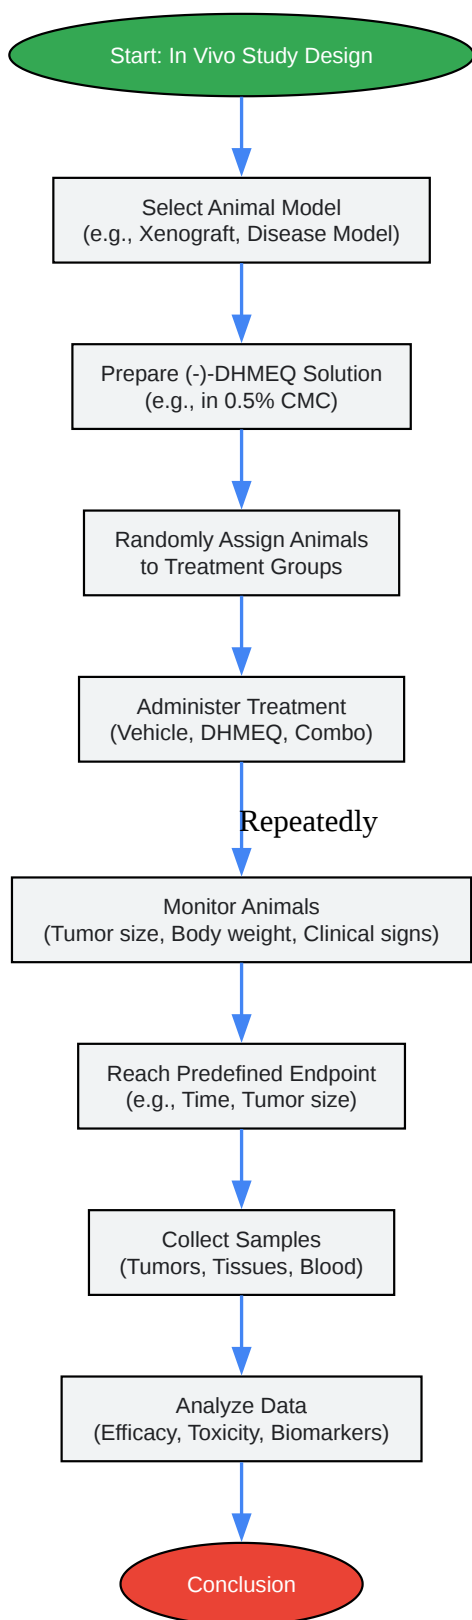 Start: In Vivo Study Design
Select Animal Model
(e.g., Xenograft, Disease Model)
Prepare (-)-DHMEQ Solution
(e.g., in 0.5% CMC)
Randomly Assign Animals
to Treatment Groups
Administer Treatment
(Vehicle, DHMEQ, Combo)
Repeatedly
Monitor Animals
(Tumor size, Body weight, Clinical signs)
Reach Predefined Endpoint
(e.g., Time, Tumor size)
Collect Samples
(Tumors, Tissues, Blood)
Analyze Data
(Efficacy, Toxicity, Biomarkers)
Conclusion